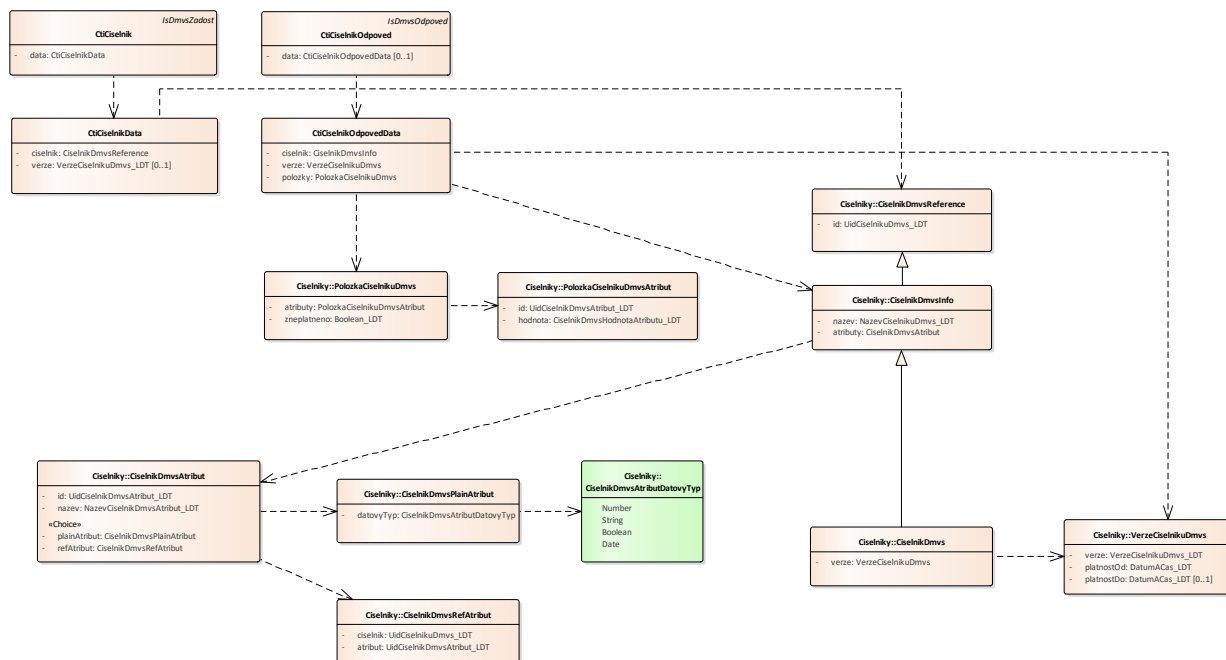 IsDmvsZadost
CtiCiselnik
- data: CtiCiselnikData
IsDmvsOdpoved
CtiCiselnikOdpoved
- data: CtiCiselnikOdpovedData [0..1]
CtiCiselnikData
- ciselnik: CiselnikDmvsReference
- verze: VerzeCiselnikuDmvs_LDT [0..1]
CtiCiselnikOdpovedData
- ciselnik: CiselnikDmvsInfo
- verze: VerzeCiselnikuDmvs
- polozky: PolozkaCiselnikuDmvs
Ciselniky::CiselnikDmvsReference
- id: UidCiselnikuDmvs_LDT
Ciselniky::PolozkaCiselnikuDmvs
- atributy: PolozkaCiselnikuDmvsAtribut
- zneplatneno: Boolean_LDT
Ciselniky::PolozkaCiselnikuDmvsAtribut
- id: UidCiselnikDmvsAtribut_LDT
- hodnota: CiselnikDmvsHodnotaAtributu_LDT
Ciselniky::CiselnikDmvsInfo
- nazev: NazevCiselnikuDmvs_LDT
- atributy: CiselnikDmvsAtribut
Ciselniky::CiselnikDmvsAtribut
- id: UidCiselnikDmvsAtribut_LDT
- nazev: NazevCiselnikDmvsAtribut_LDT
«Choice»
- plainAtribut: CiselnikDmvsPlainAtribut
- refAtribut: CiselnikDmvsRefAtribut
Ciselniky::CiselnikDmvsPlainAtribut
- datovyTyp: CiselnikDmvsAtributDatovyTyp
Ciselniky::
CiselnikDmvsAtributDatovyTyp
Number
String
Boolean
Date
Ciselniky::CiselnikDmvs
- verze: VerzeCiselnikuDmvs
Ciselniky::VerzeCiselnikuDmvs
- verze: VerzeCiselnikuDmvs_LDT
- platnostOd: DatumACas_LDT
- platnostDo: DatumACas_LDT [0..1]
Ciselniky::CiselnikDmvsRefAtribut
- ciselnik: UidCiselnikuDmvs_LDT
- atribut: UidCiselnikDmvsAtribut_LDT